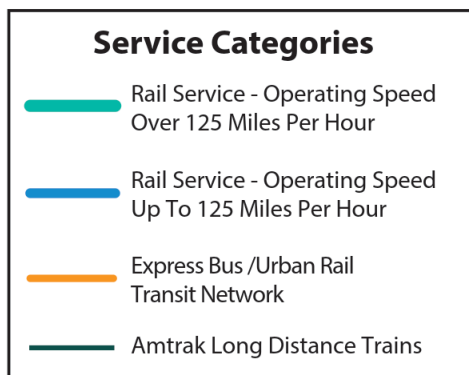 Service Categories
Rail Service - Operating Speed
Over 125 Miles Per Hour
Rail Service - Operating Speed
Up To 125 Miles Per Hour
Express Bus /Urban Rail
Transit Network
Amtrak Long Distance Trains